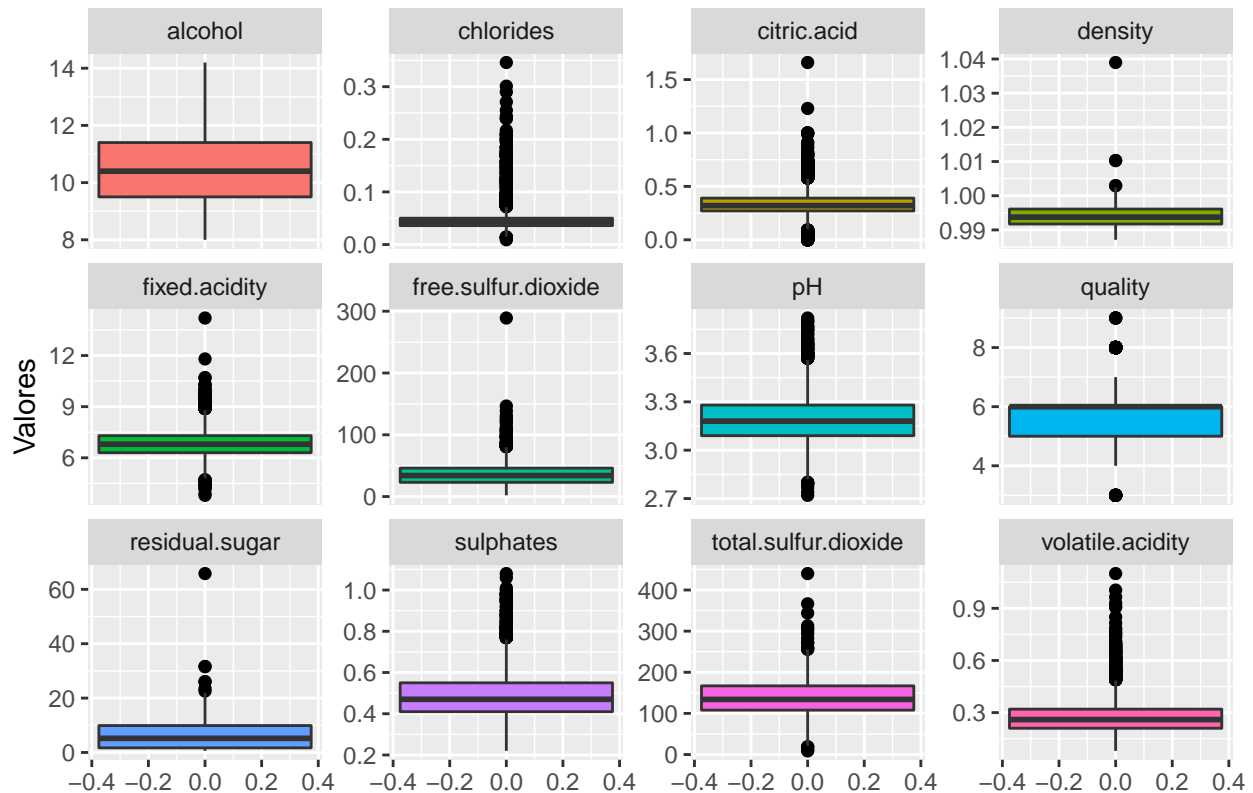 alcohol chlorides citric.acid density
14 12 10 8
0.3 0.2 0.1 0.0
1.5 1.0 0.5 0.0
1.04 1.03 1.02 1.01 1.00 0.99
fixed.acidity free.sulfur.dioxide pH quality
Valores
12 9 6
300 200 100 0
3.6 3.3 3.0 2.7
8 6 4
residual.sugar sulphates total.sulfur.dioxide volatile.acidity
60 40 20 0
1.0 0.8 0.6 0.4 0.2
400 300 200 100 0
0.9 0.6 0.3
−0.4 −0.2 0.0 0.2 0.4 −0.4 −0.2 0.0 0.2 0.4 −0.4 −0.2 0.0 0.2 0.4 −0.4 −0.2 0.0 0.2 0.4